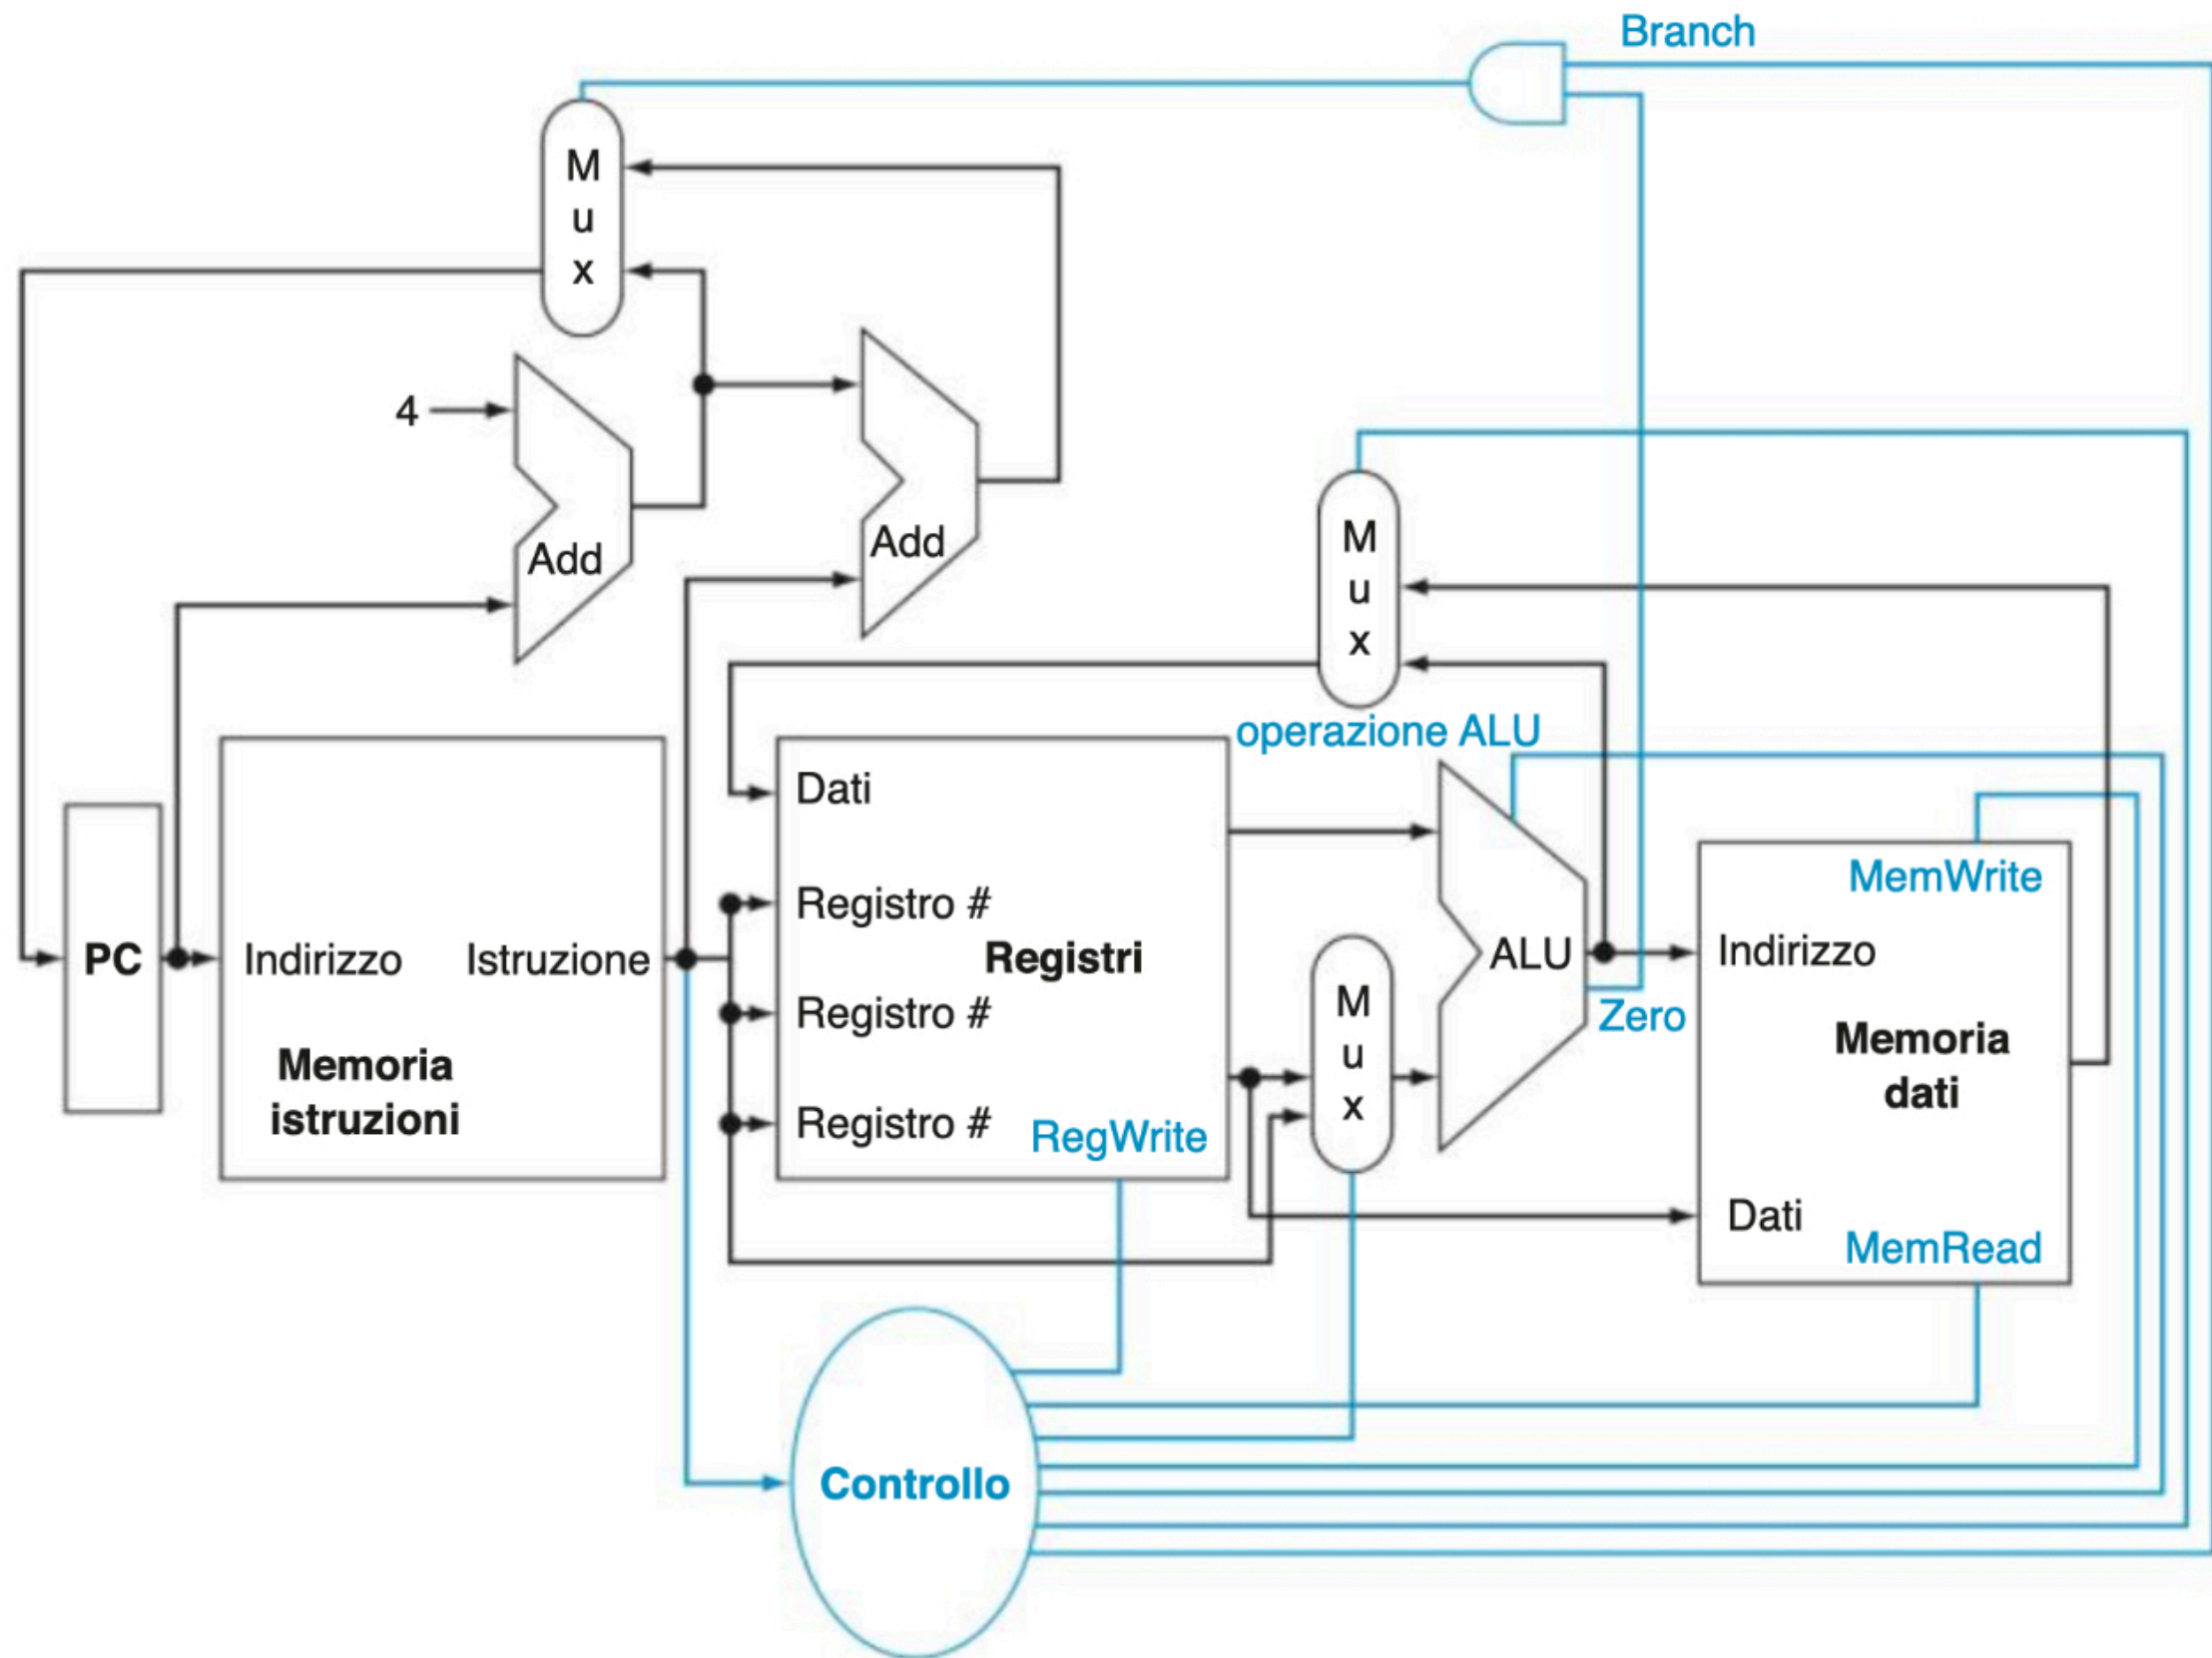 Branch
M
u
x
4
Add
Add
M
u
x
operazione ALU
Dati
Registro #
Registro #
Registro #
Registri
RegWrite
PC
Indirizzo
Istruzione
Memoria
istruzioni
M
u
x
ALU
Zero
MemWrite
Indirizzo
Memoria
dati
Dati
MemRead
Controllo